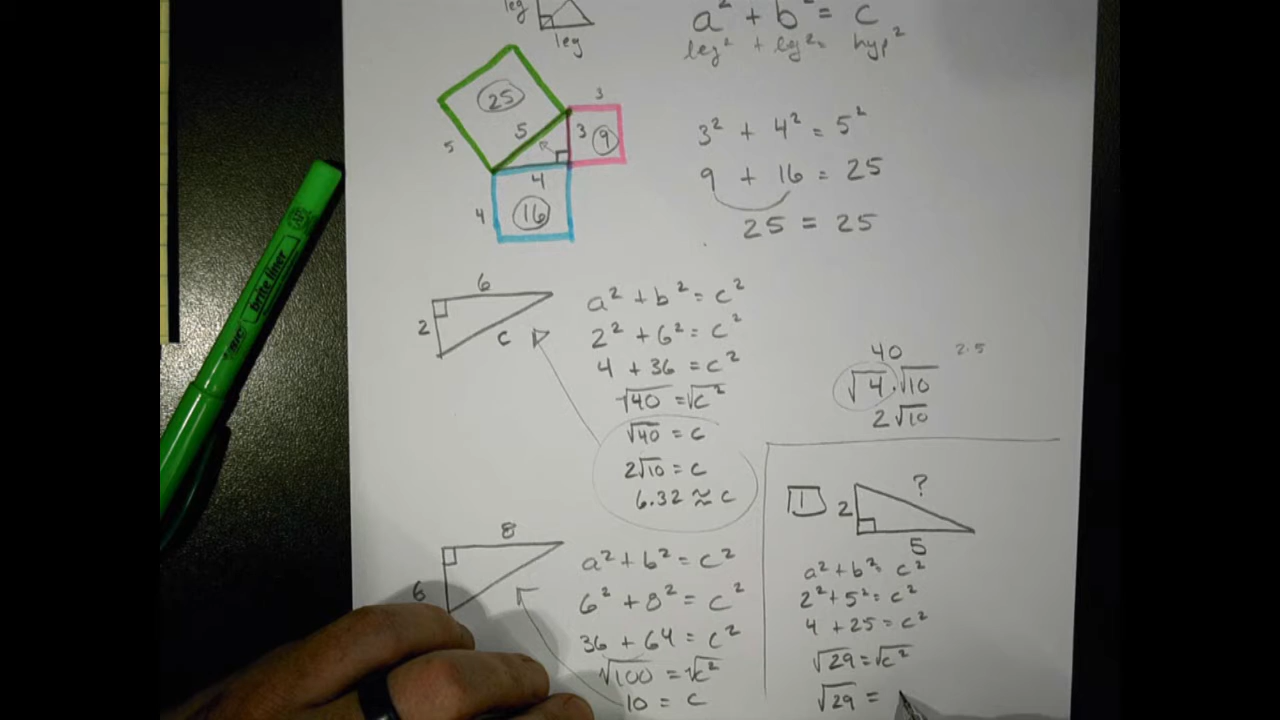 leg
leg
a² + b² = c
leg² + leg² = hyp²
25
5
5
3
3
9
4
4
16
3² + 4² = 5²
9 + 16 = 25
25 = 25
brite liner
6
2
c
a² + b² = c²
2² + 6² = c²
4 + 36 = c²
√40 = √c²
√40 = c
2√10 = c
6.32 ≈ c
40
2·5
√4 · √10
2√10
8
6
a² + b² = c²
6² + 8² = c²
36 + 64 = c²
√100 = √c²
10 = c
1
2
?
5
a² + b² = c²
2² + 5² = c²
4 + 25 = c²
√29 = √c²
√29 =